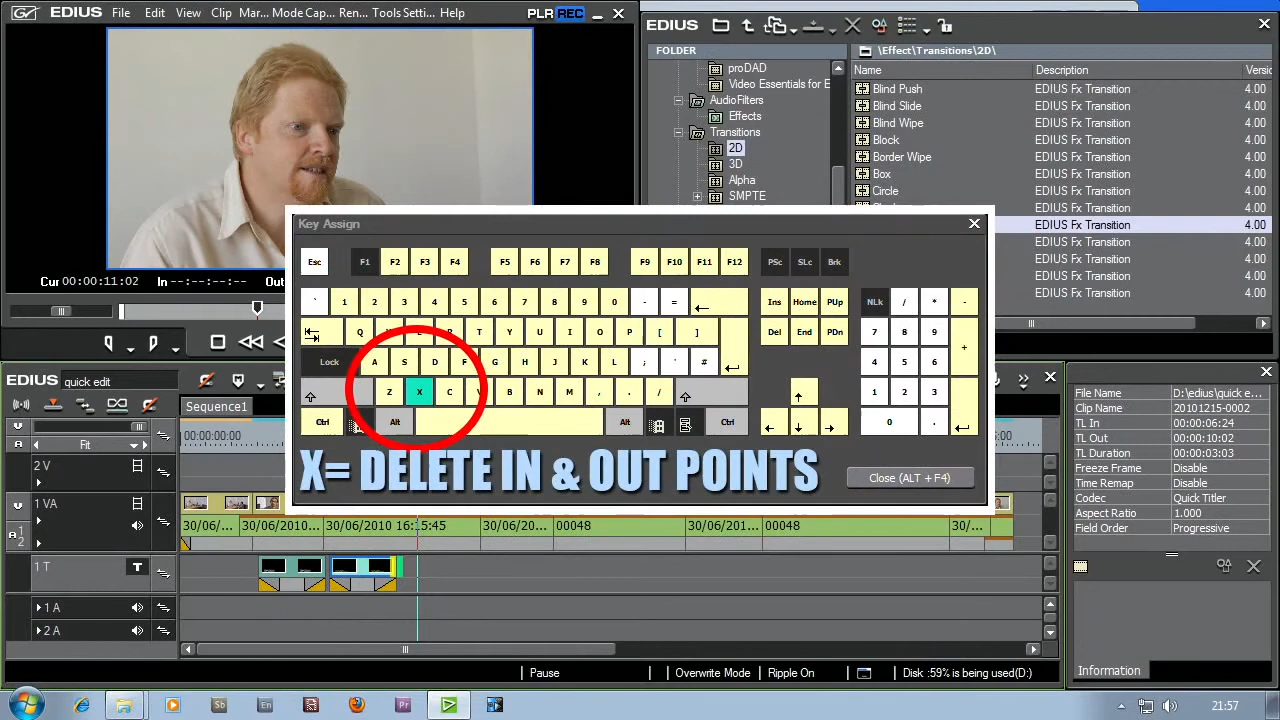 EDIUS File Edit View Clip Mar... Mode Cap... Ren... Tools Setti... Help PLR REC
EDIUS
FOLDER
\Effect\Transitions\2D\
Name Description Versic
proDAD
Video Essentials for E
AudioFilters
Effects
Transitions
2D
3D
Alpha
SMPTE
Blind Push EDIUS Fx Transition 4.00
Blind Slide EDIUS Fx Transition 4.00
Blind Wipe EDIUS Fx Transition 4.00
Block EDIUS Fx Transition 4.00
Border Wipe EDIUS Fx Transition 4.00
Box EDIUS Fx Transition 4.00
Circle EDIUS Fx Transition 4.00
EDIUS Fx Transition 4.00
EDIUS Fx Transition 4.00
EDIUS Fx Transition 4.00
EDIUS Fx Transition 4.00
EDIUS Fx Transition 4.00
EDIUS Fx Transition 4.00
Cur 00:00:11:02 In --:--:--:-- Out
Key Assign
Esc F1 F2 F3 F4 F5 F6 F7 F8 F9 F10 F11 F12 PSc SLc Brk
` 1 2 3 4 5 6 7 8 9 0 - = Ins Home PUp NLk / * -
Q T Y U I O P [ ] Del End PDn 7 8 9 +
Lock A S D F G H J K L ; ' # 4 5 6
Z X C B N M , . / 1 2 3
Ctrl Alt Alt Ctrl 0 .
X= DELETE IN & OUT POINTS
Close (ALT + F4)
EDIUS quick edit
Sequence1
Fit
00:00:00:00
2 V
1 VA
A 1 2
1 T T
1 A
2 A
30/06/... 30/06/2010... 30/06/2010 16:15:45 30/06/20... 00048 30/06/201... 00048 30/...
File Name D:\edius\quick e...
Clip Name 20101215-0002
TL In 00:00:06:24
TL Out 00:00:10:02
TL Duration 00:00:03:03
Freeze Frame Disable
Time Remap Disable
Codec Quick Titler
Aspect Ratio 1.000
Field Order Progressive
Information
Pause Overwrite Mode Ripple On Disk :59% is being used(D:)
Sb En Pr 21:57